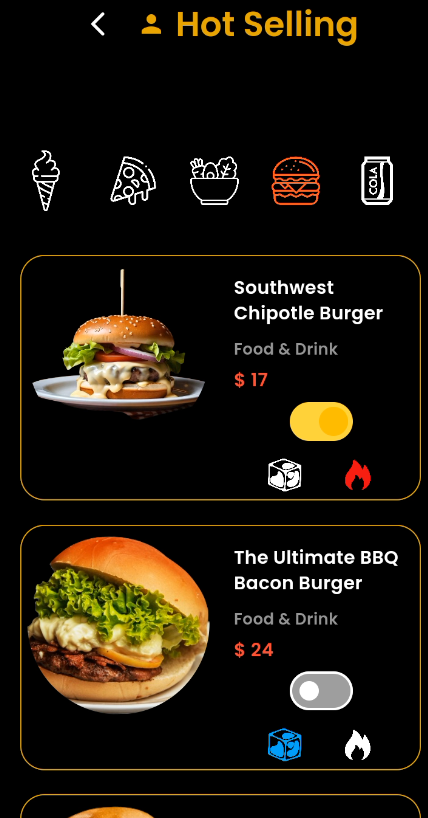 Hot Selling
COLA
Southwest
Chipotle Burger
Food & Drink
$ 17
The Ultimate BBQ
Bacon Burger
Food & Drink
$ 24